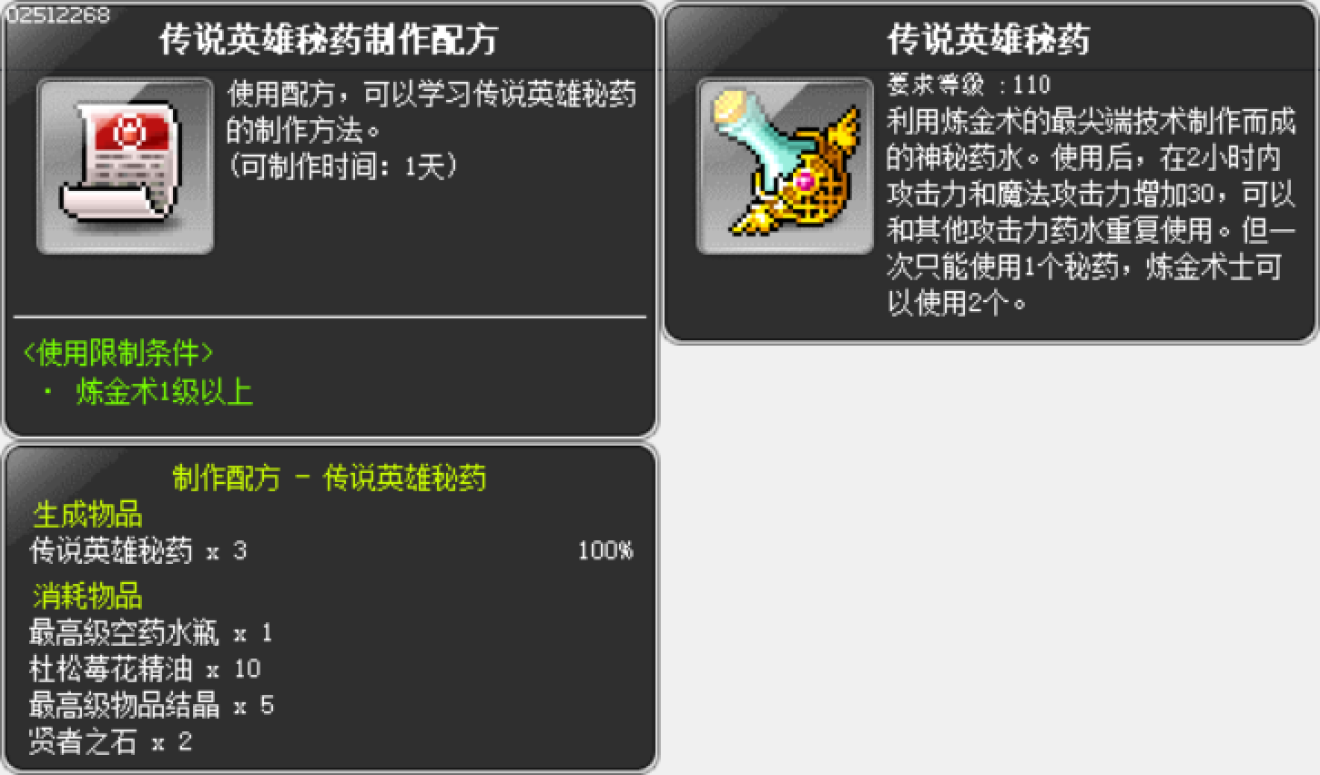 02512268
传说英雄秘药制作配方
使用配方，可以学习传说英雄秘药
的制作方法。
(可制作时间：1天)
<使用限制条件>
· 炼金术1级以上
制作配方 - 传说英雄秘药
生成物品
传说英雄秘药 x 3 100%
消耗物品
最高级空药水瓶 x 1
杜松莓花精油 x 10
最高级物品结晶 x 5
贤者之石 x 2
传说英雄秘药
要求等级 :110
利用炼金术的最尖端技术制作而成
的神秘药水。使用后，在2小时内
攻击力和魔法攻击力增加30，可以
和其他攻击力药水重复使用。但一
次只能使用1个秘药，炼金术士可
以使用2个。